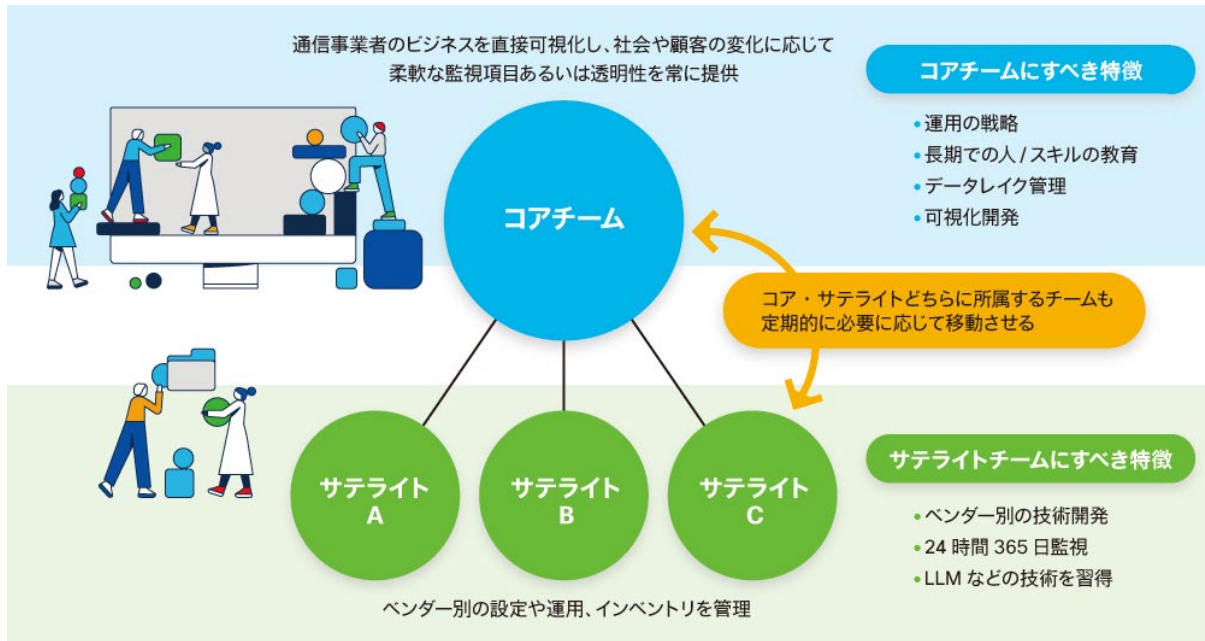 通信事業者のビジネスを直接可視化し、社会や顧客の変化に応じて
柔軟な監視項目あるいは透明性を常に提供
コアチームにすべき特徴
•運用の戦略
•長期での人 / スキルの教育
•データレイク管理
•可視化開発
コアチーム
コア・サテライトどちらに所属するチームも
定期的に必要に応じて移動させる
サテライト
A
サテライト
B
サテライト
C
サテライトチームにすべき特徴
•ベンダー別の技術開発
•24 時間 365 日監視
•LLM などの技術を習得
ベンダー別の設定や運用、インベントリを管理